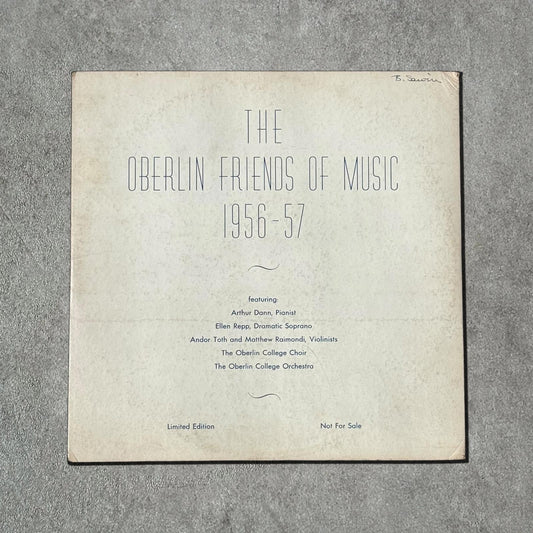 THE
OBERLIN FRIENDS OF MUSIC
1956-57
featuring
Arthur Dann, Pianist
Ellen Repp, Dramatic Soprano
Andor Toth and Matthew Raimondi, Violinists
The Oberlin College Choir
The Oberlin College Orchestra
Limited Edition Not For Sale